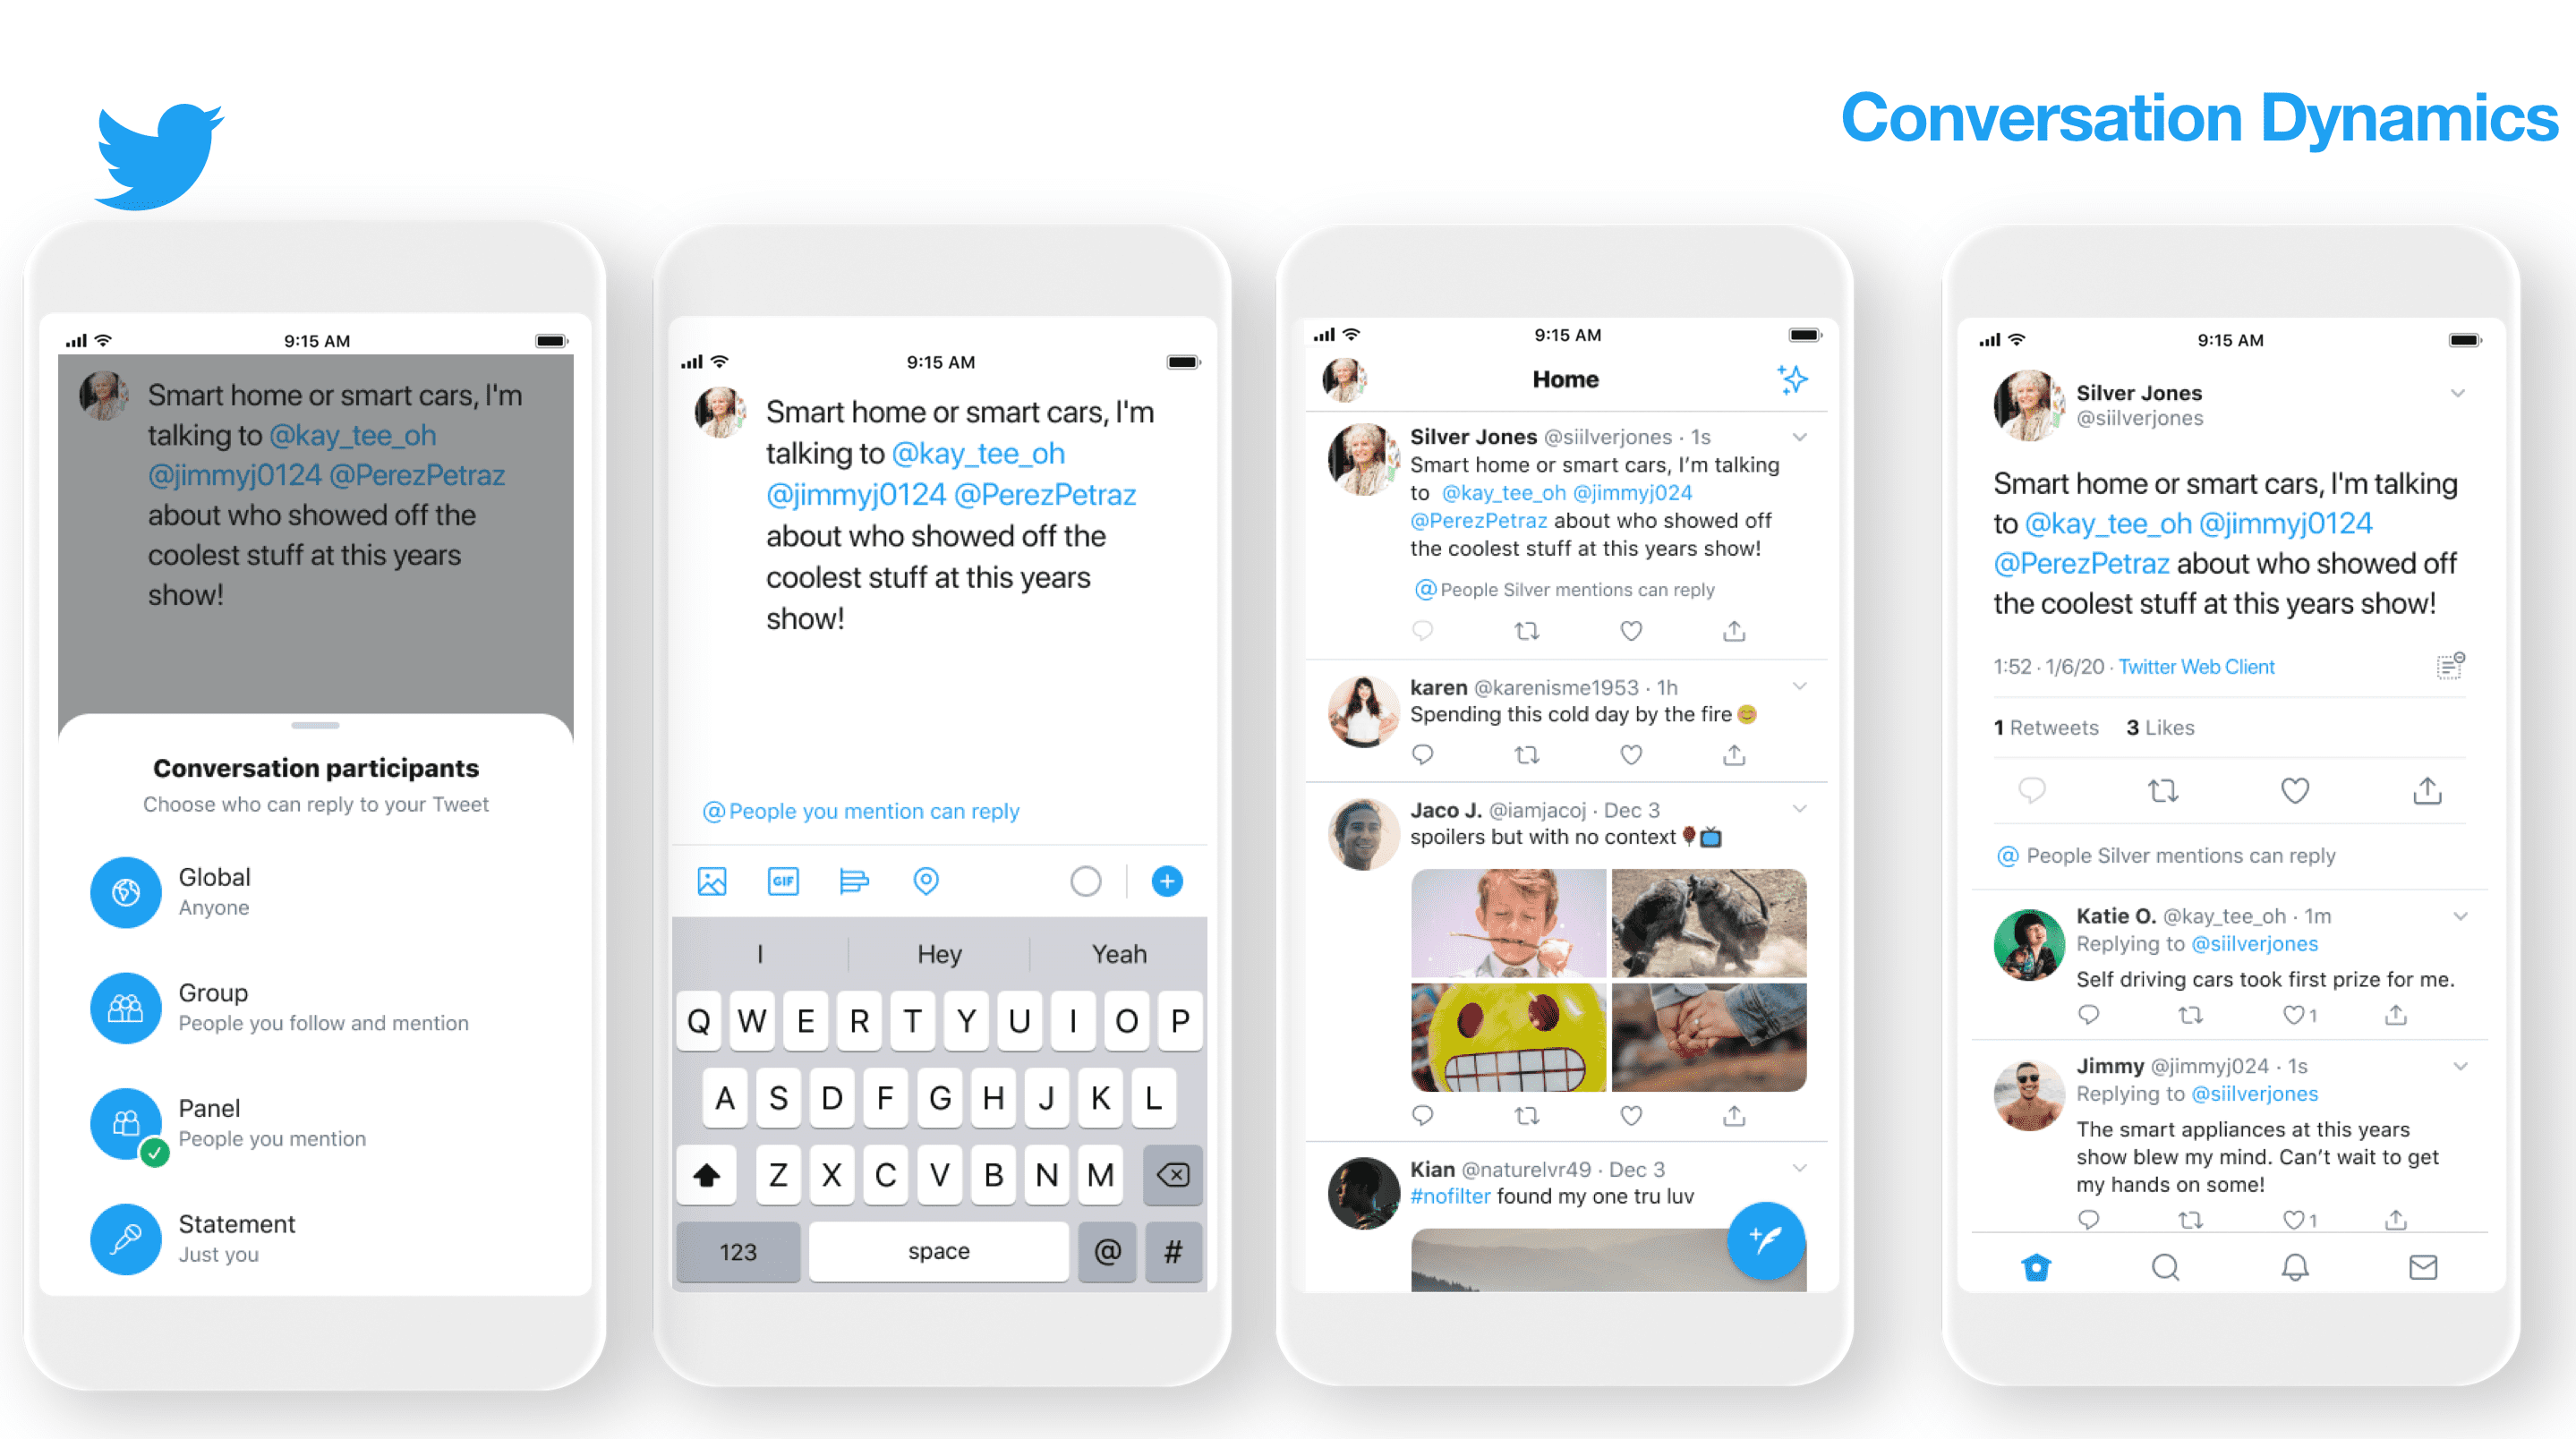 Conversation Dynamics
9:15 AM
Smart home or smart cars, I'm
talking to @kay_tee_oh
@jimmyj0124 @PerezPetraz
about who showed off the
coolest stuff at this years
show!
Conversation participants
Choose who can reply to your Tweet
Global
Anyone
Group
People you follow and mention
Panel
People you mention
Statement
Just you
9:15 AM
Smart home or smart cars, I'm
talking to @kay_tee_oh
@jimmyj0124 @PerezPetraz
about who showed off the
coolest stuff at this years
show!
@ People you mention can reply
GIF
I Hey Yeah
Q W E R T Y U I O P
A S D F G H J K L
Z X C V B N M
123 space @ #
9:15 AM
Home
Silver Jones @siilverjones · 1s
Smart home or smart cars, I’m talking
to @kay_tee_oh @jimmyj024
@PerezPetraz about who showed off
the coolest stuff at this years show!
@ People Silver mentions can reply
karen @karenisme1953 · 1h
Spending this cold day by the fire😊
Jaco J. @iamjacoj · Dec 3
spoilers but with no context🎈📺
Kian @naturelvr49 · Dec 3
#nofilter found my one tru luv
9:15 AM
Silver Jones
@siilverjones
Smart home or smart cars, I'm talking
to @kay_tee_oh @jimmyj0124
@PerezPetraz about who showed off
the coolest stuff at this years show!
1:52 · 1/6/20 · Twitter Web Client
1 Retweets 3 Likes
@ People Silver mentions can reply
Katie O. @kay_tee_oh · 1m
Replying to @siilverjones
Self driving cars took first prize for me.
1
Jimmy @jimmyj024 · 1s
Replying to @siilverjones
The smart appliances at this years
show blew my mind. Can’t wait to get
my hands on some!
1